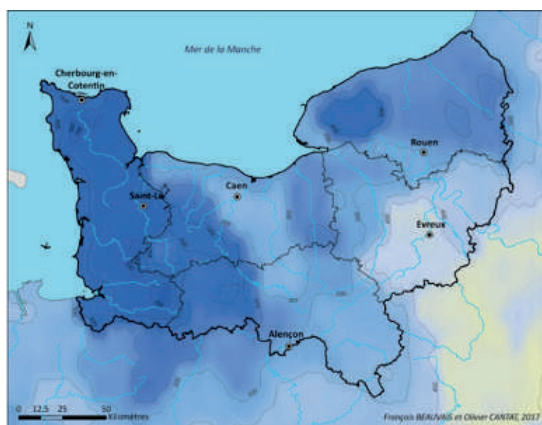 N
Mer de la Manche
Cherbourg-en-
Cotentin
Rouen
Caen
Saint-Lô
Evreux
Alençon
0 12.5 25 50
Kilomètres
François BEAUVAIS et Olivier CANTAT, 2017